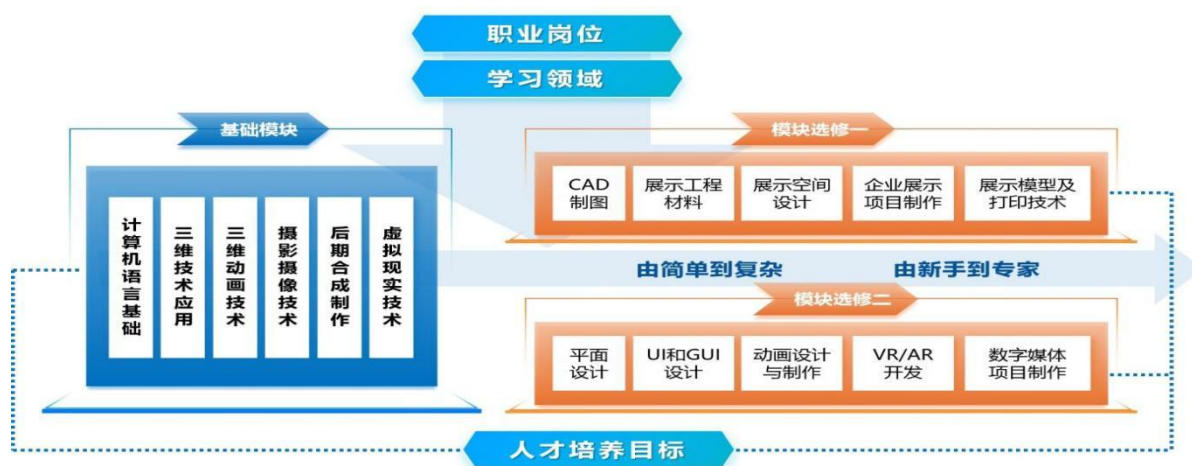 职业岗位
学习领域
基础模块
计算机语言基础
三维技术应用
三维动画技术
摄影摄像技术
后期合成制作
虚拟现实技术
模块选修一
CAD
制图
展示工程
材料
展示空间
设计
企业展示
项目制作
展示模型及
打印技术
由简单到复杂
由新手到专家
模块选修二
平面
设计
UI和GUI
设计
动画设计
与制作
VR/AR
开发
数字媒体
项目制作
人才培养目标